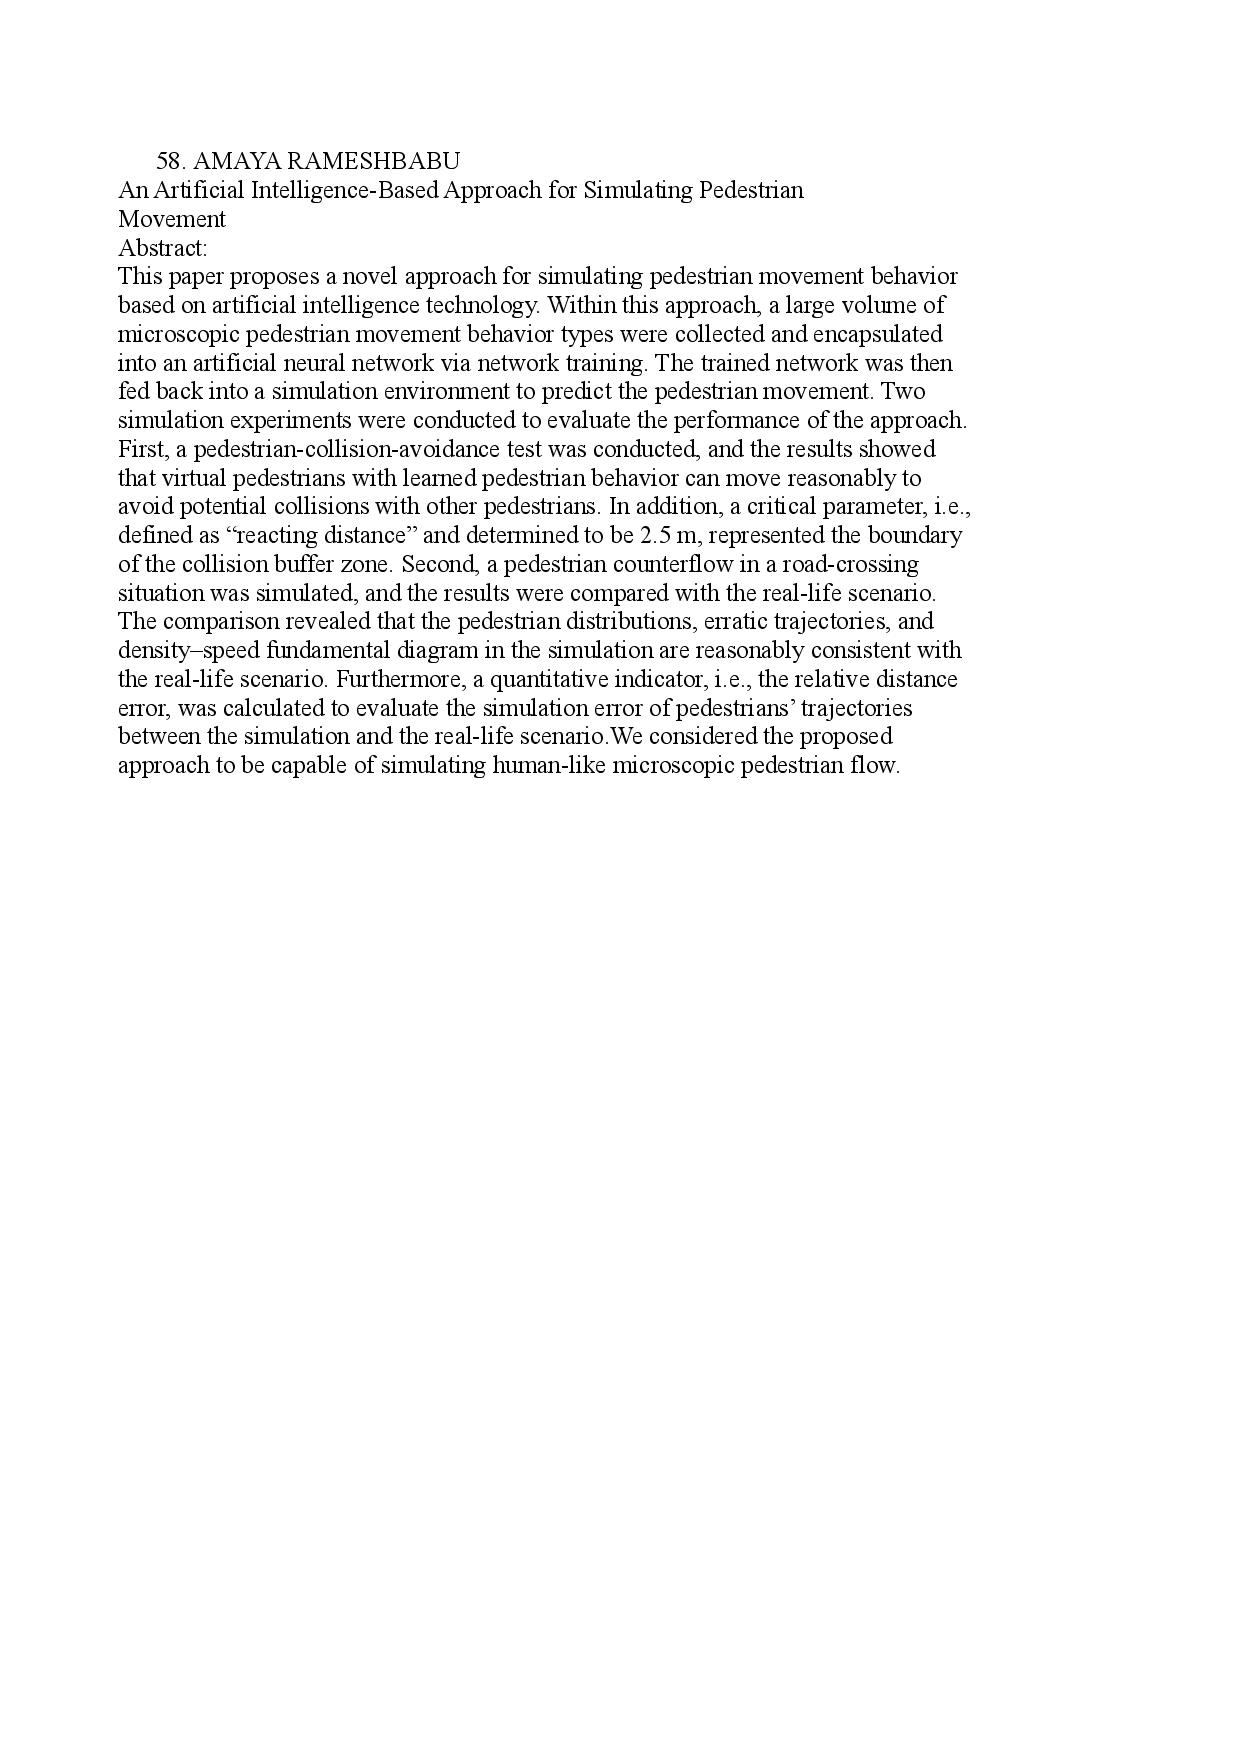 58. AMAYA RAMESHBABU
An Artificial Intelligence-Based Approach for Simulating Pedestrian
Movement
Abstract:
This paper proposes a novel approach for simulating pedestrian movement behavior
based on artificial intelligence technology. Within this approach, a large volume of
microscopic pedestrian movement behavior types were collected and encapsulated
into an artificial neural network via network training. The trained network was then
fed back into a simulation environment to predict the pedestrian movement. Two
simulation experiments were conducted to evaluate the performance of the approach.
First, a pedestrian-collision-avoidance test was conducted, and the results showed
that virtual pedestrians with learned pedestrian behavior can move reasonably to
avoid potential collisions with other pedestrians. In addition, a critical parameter, i.e.,
defined as “reacting distance” and determined to be 2.5 m, represented the boundary
of the collision buffer zone. Second, a pedestrian counterflow in a road-crossing
situation was simulated, and the results were compared with the real-life scenario.
The comparison revealed that the pedestrian distributions, erratic trajectories, and
density–speed fundamental diagram in the simulation are reasonably consistent with
the real-life scenario. Furthermore, a quantitative indicator, i.e., the relative distance
error, was calculated to evaluate the simulation error of pedestrians’ trajectories
between the simulation and the real-life scenario.We considered the proposed
approach to be capable of simulating human-like microscopic pedestrian flow.